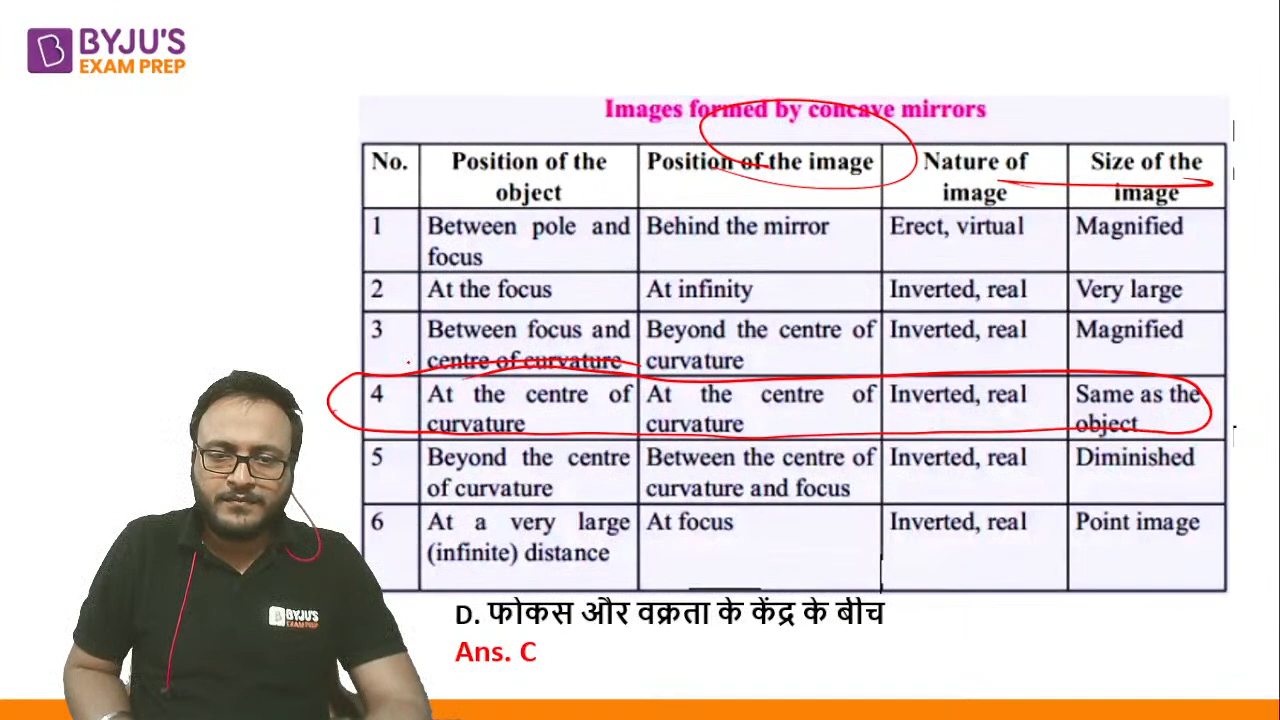 BYJU'S
EXAM PREP
Images formed by concave mirrors
No. Position of the object Position of the image Nature of image Size of the image
1 Between pole and focus Behind the mirror Erect, virtual Magnified
2 At the focus At infinity Inverted, real Very large
3 Between focus and centre of curvature Beyond the centre of curvature Inverted, real Magnified
4 At the centre of curvature At the centre of curvature Inverted, real Same as the object
5 Beyond the centre of curvature Between the centre of curvature and focus Inverted, real Diminished
6 At a very large (infinite) distance At focus Inverted, real Point image
D. फोकस और वक्रता के केंद्र के बीच
Ans. C
BYJU'S
EXAM PREP